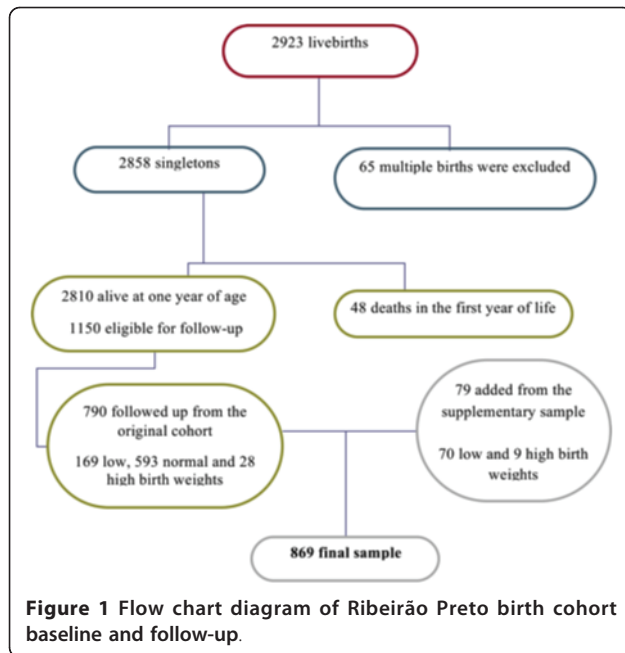 2923 livebirths
2858 singletons
65 multiple births were excluded
2810 alive at one year of age
1150 eligible for follow-up
48 deaths in the first year of life
790 followed up from the
original cohort
169 low, 593 normal and 28
high birth weights
79 added from the
supplementary sample
70 low and 9 high birth
weights
869 final sample
Figure 1 Flow chart diagram of Ribeirão Preto birth cohort
baseline and follow-up.